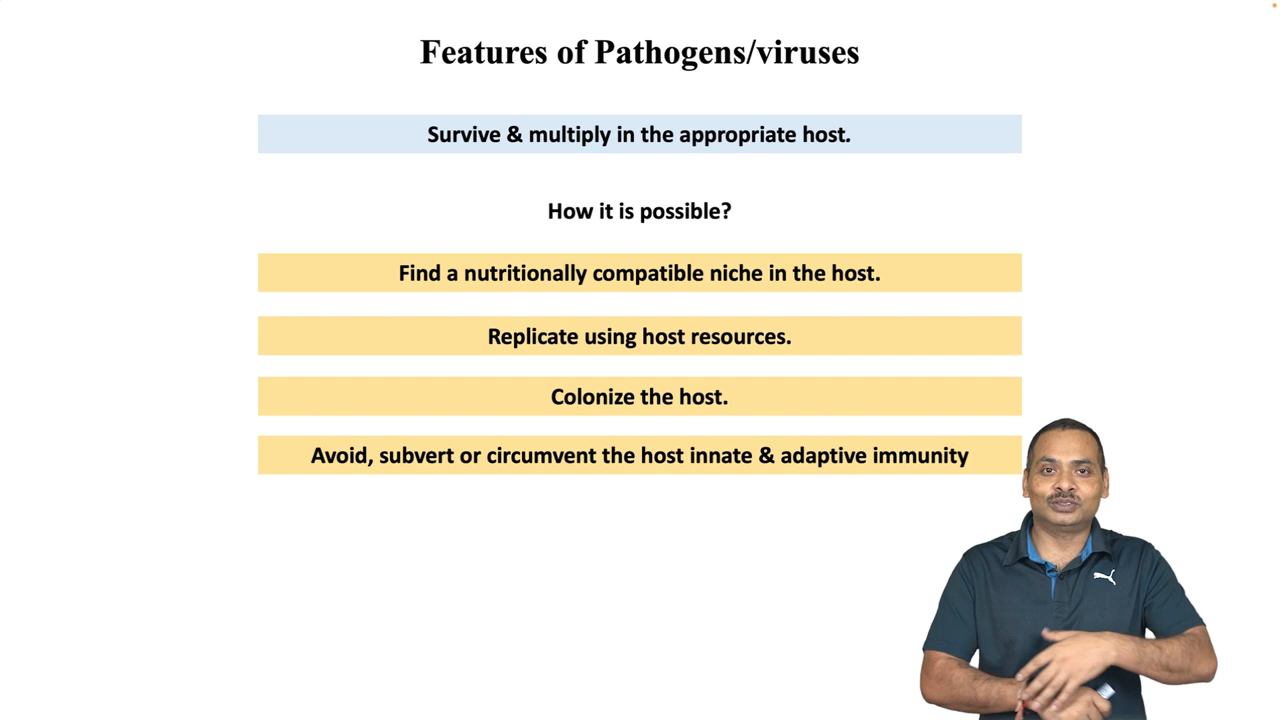 Features of Pathogens/viruses
Survive & multiply in the appropriate host.
How it is possible?
Find a nutritionally compatible niche in the host.
Replicate using host resources.
Colonize the host.
Avoid, subvert or circumvent the host innate & adaptive immunity